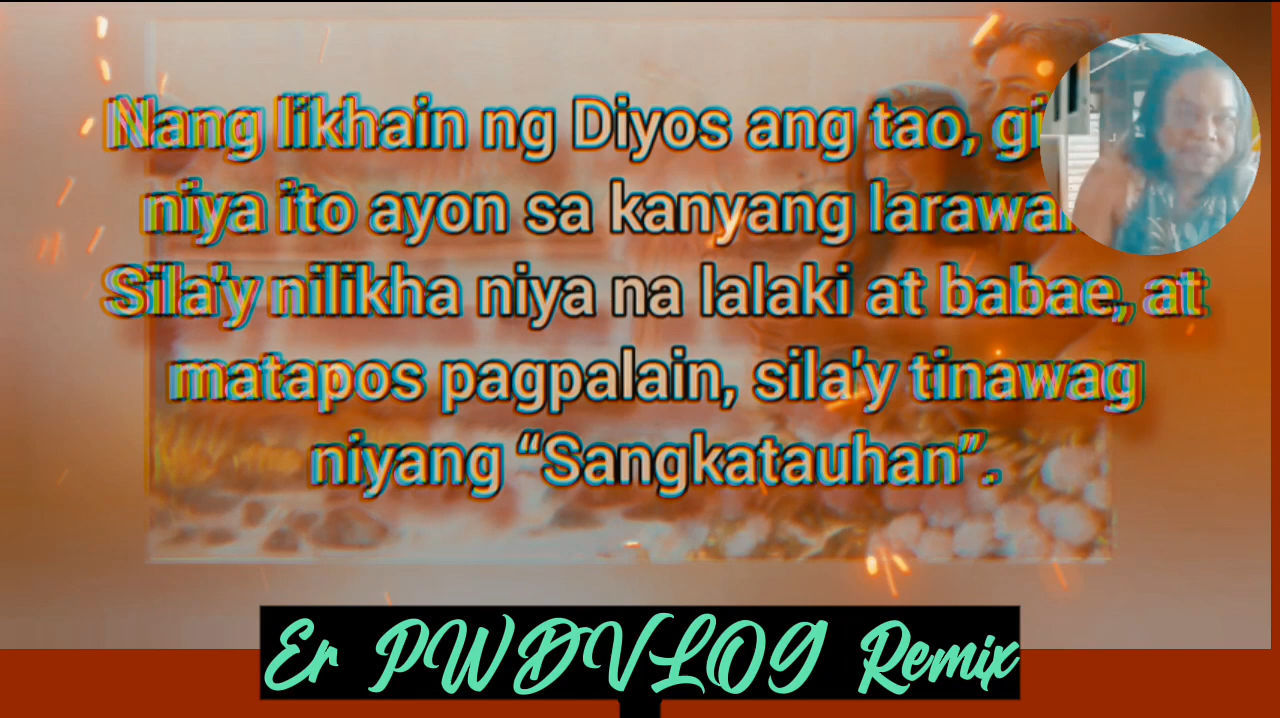 Nang likhain ng Diyos ang tao,
niya ito ayon sa kanyang
Sila'y nilikha niya na lalaki at babae, at
matapos pagpalain, sila'y tinawag
niyang “Sangkatauhan”.
Er PWDVLOG Remix